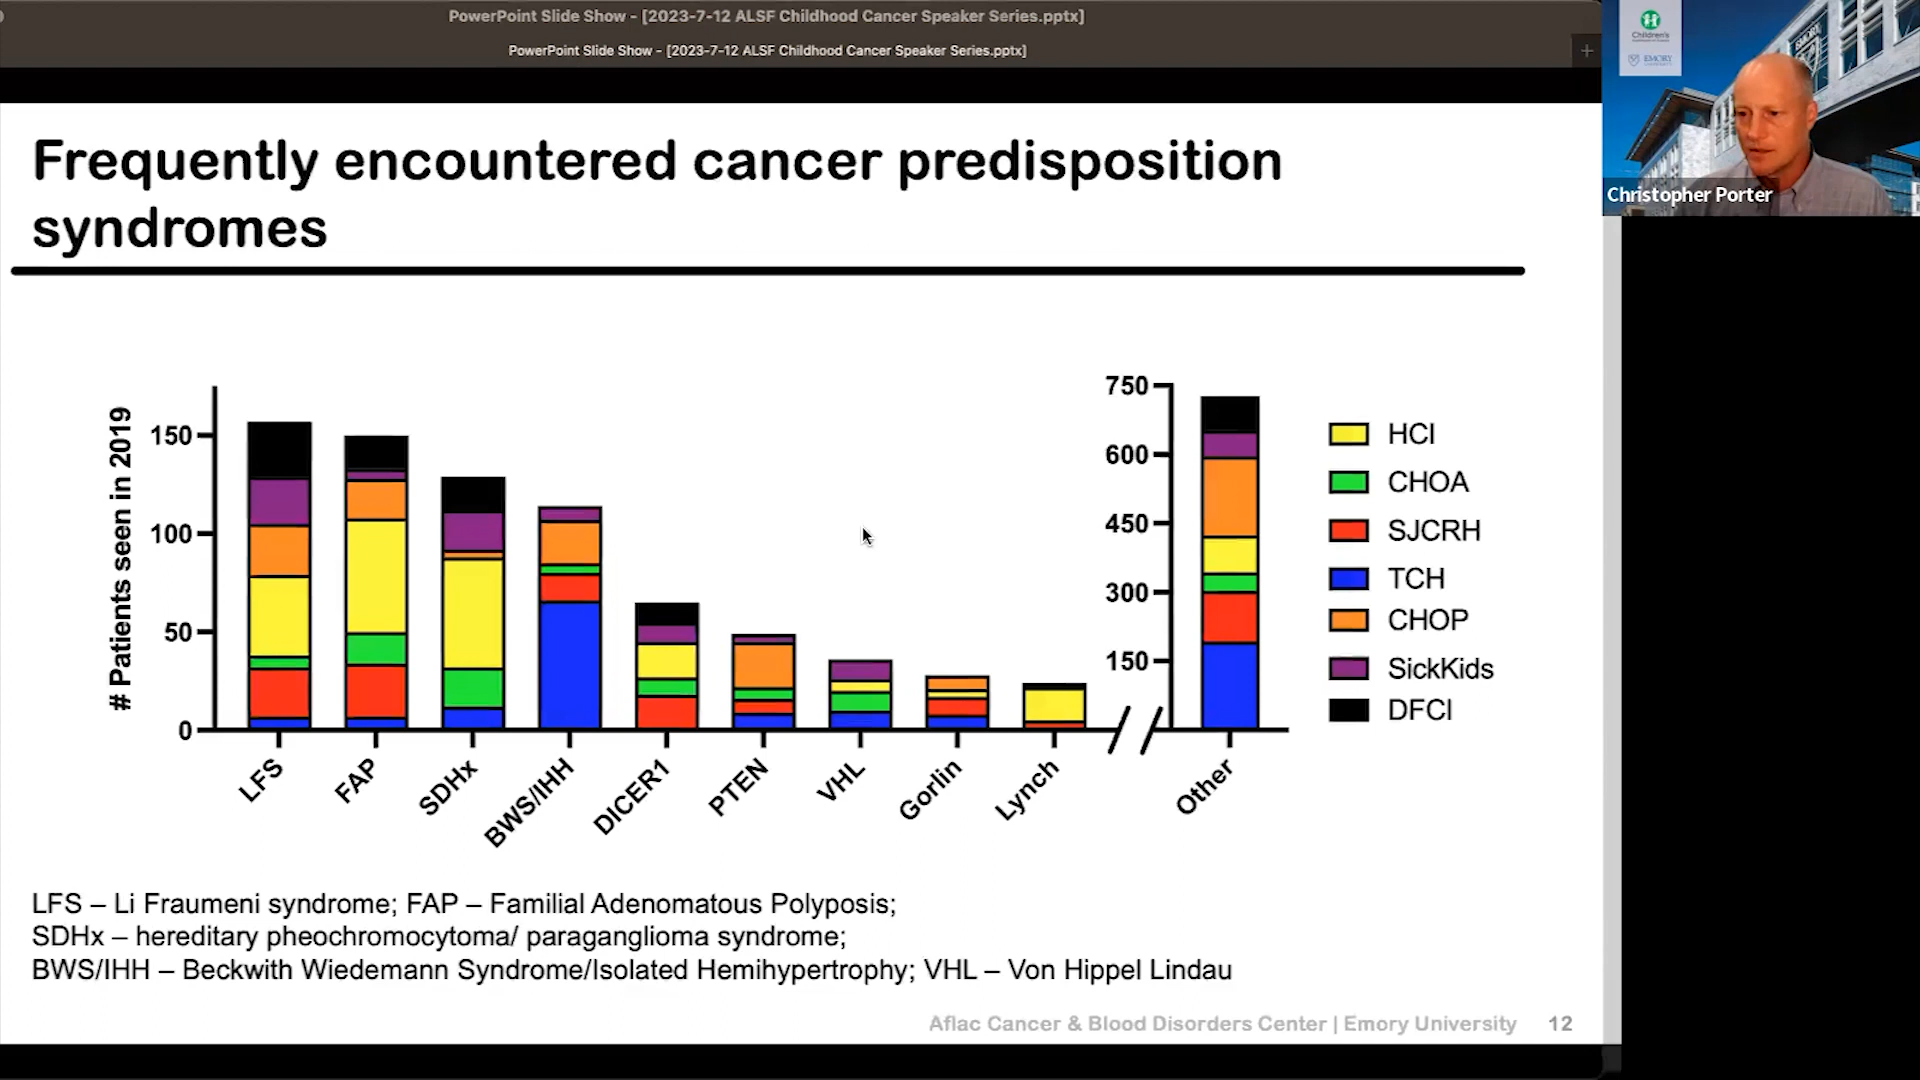 PowerPoint Slide Show - [2023-7-12 ALSF Childhood Cancer Speaker Series.pptx]
PowerPoint Slide Show - [2023-7-12 ALSF Childhood Cancer Speaker Series.pptx]
+
Children's
EMORY
EMORY
Christopher Porter
Frequently encountered cancer predisposition
syndromes
# Patients seen in 2019
150
100
50
0
LFS
FAP
SDHx
BWS/IHH
DICER1
PTEN
VHL
Gorlin
Lynch
750
600
450
300
150
Other
HCI
CHOA
SJCRH
TCH
CHOP
SickKids
DFCI
LFS – Li Fraumeni syndrome; FAP – Familial Adenomatous Polyposis;
SDHx – hereditary pheochromocytoma/ paraganglioma syndrome;
BWS/IHH – Beckwith Wiedemann Syndrome/Isolated Hemihypertrophy; VHL – Von Hippel Lindau
Aflac Cancer & Blood Disorders Center | Emory University 12